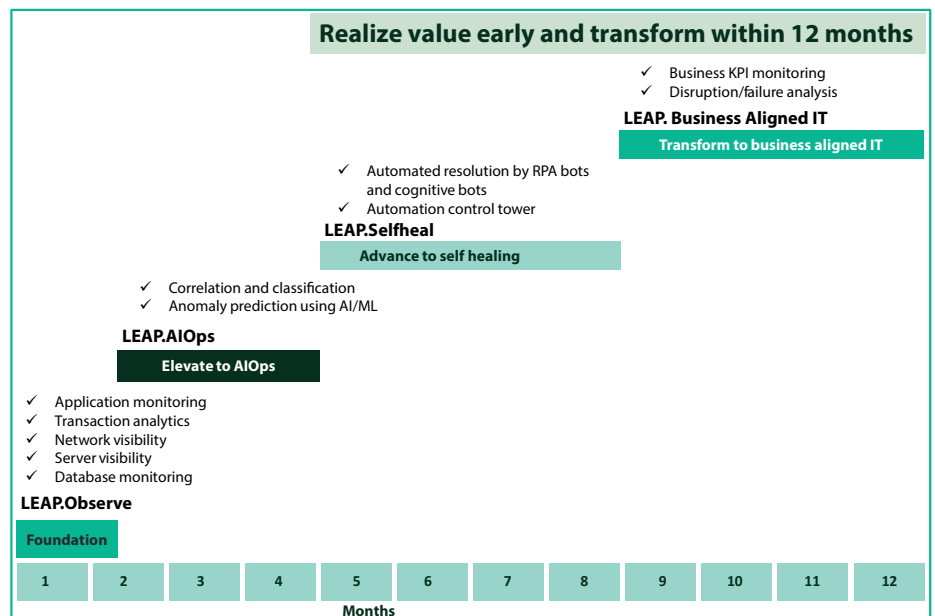 Realize value early and transform within 12 months
✓ Business KPI monitoring
✓ Disruption/failure analysis
LEAP. Business Aligned IT
Transform to business aligned IT
✓ Automated resolution by RPA bots
and cognitive bots
✓ Automation control tower
LEAP.Selfheal
Advance to self healing
✓ Correlation and classification
✓ Anomaly prediction using AI/ML
LEAP.AIOps
Elevate to AIOps
✓ Application monitoring
✓ Transaction analytics
✓ Network visibility
✓ Server visibility
✓ Database monitoring
LEAP.Observe
Foundation
1 2 3 4 5 6 7 8 9 10 11 12
Months